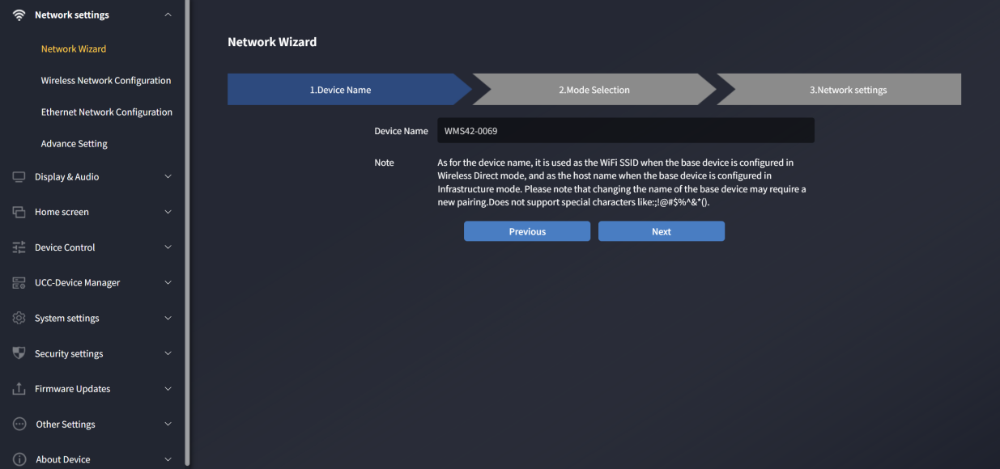 Network settings
Network Wizard
Wireless Network Configuration
Ethernet Network Configuration
Advance Setting
Display & Audio
Home screen
Device Control
UCC-Device Manager
System settings
Security settings
Firmware Updates
Other Settings
About Device
Network Wizard
1.Device Name
2.Mode Selection
3.Network settings
Device Name
WMS42-0069
Note
As for the device name, it is used as the WiFi SSID when the base device is configured in
Wireless Direct mode, and as the host name when the base device is configured in
Infrastructure mode. Please note that changing the name of the base device may require a
new pairing.Does not support special characters like:;!@#$%^&*().
Previous
Next